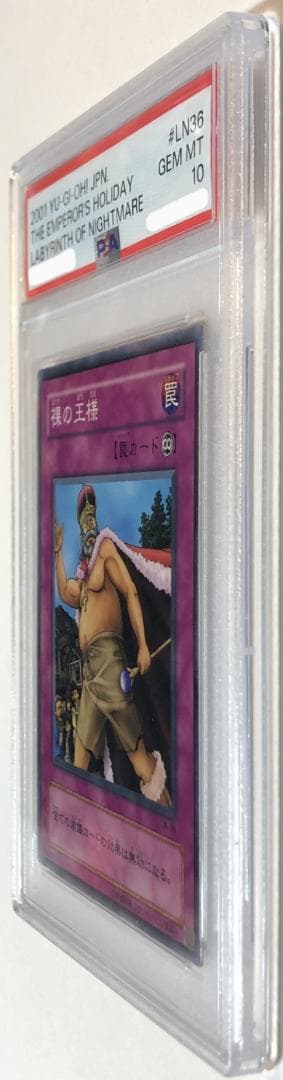 2001 YU-GI-OH! JPN. #LN36
THE EMPEROR'S HOLIDAY GEM MT
LABYRINTH OF NIGHTMARE 10
PSA
裸の王様
罠
【罠カード】
全ての装備カードの効果は無効になる。